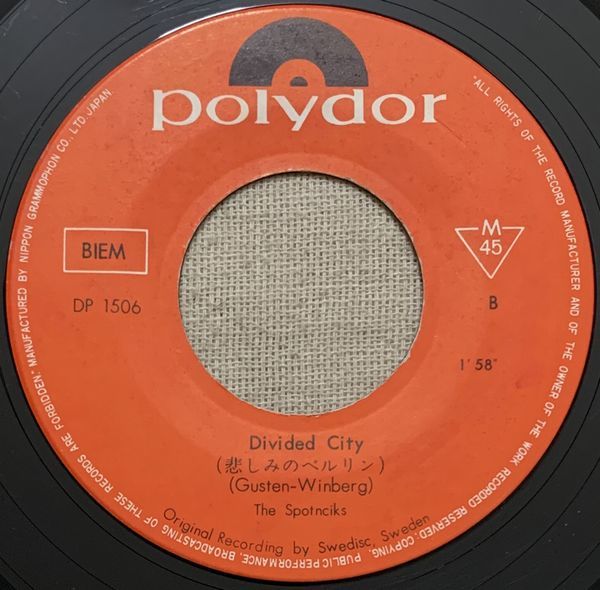 polydor
BIEM
DP 1506
M
45
B
1'58"
Divided City
(悲しみのベルリン)
(Gusten-Winberg)
The Spotnciks
Original Recording by Swedisc, Sweden
"ALL RIGHTS OF THE RECORD MANUFACTURER AND OF THE OWNER OF THE WORK RECORDED RESERVED. COPYING, PUBLIC PERFORMANCE, BROADCASTING OF THESE RECORDS ARE FORBIDDEN" MANUFACTURED BY NIPPON GRAMMOPHON CO., LTD. JAPAN.